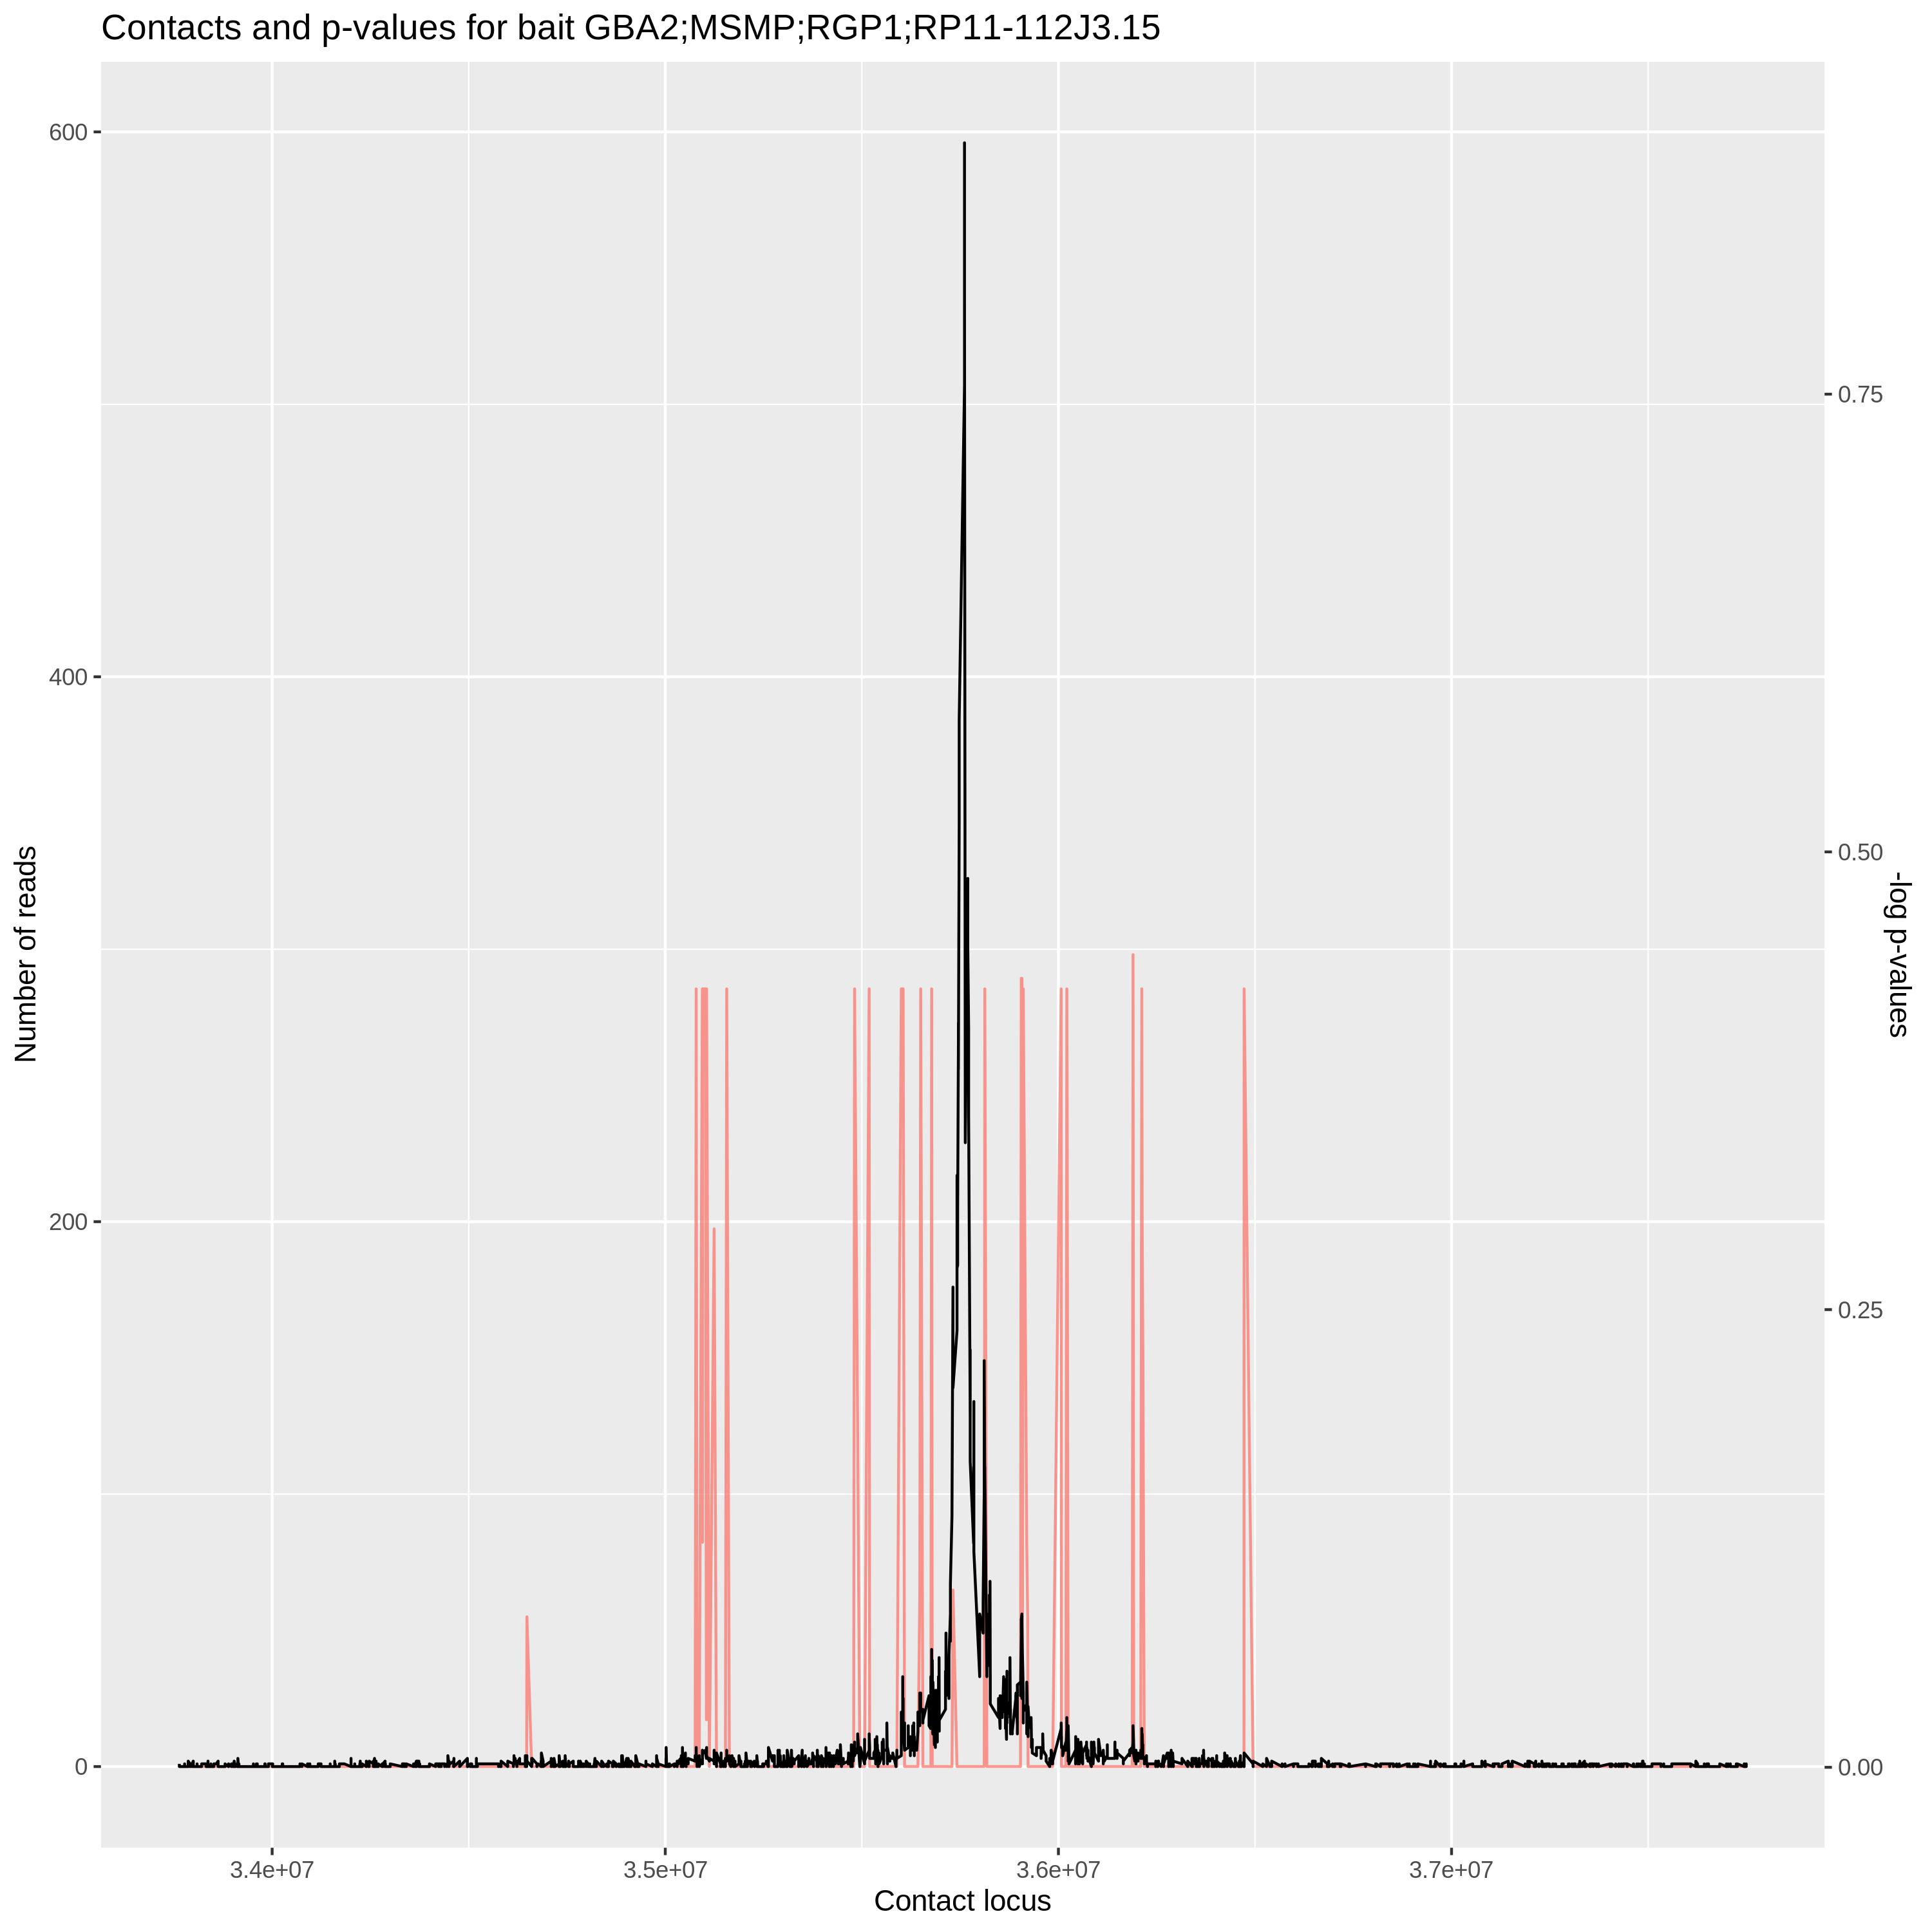 Contacts and p-values for bait GBA2;MSMP;RGP1;RP11-112J3.15
600
400
200
0
Number of reads
0.75
0.50
0.25
0.00
-log p-values
3.4e+07
3.5e+07
3.6e+07
3.7e+07
Contact locus